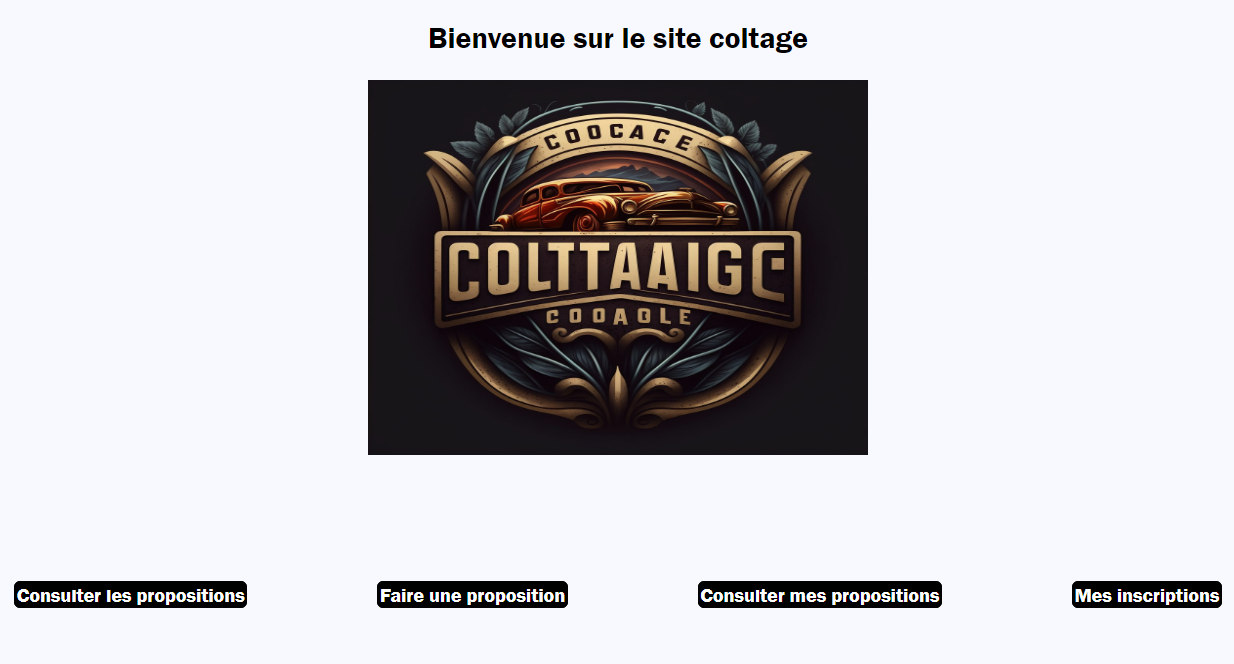 Bienvenue sur le site coltage
COOCACE
COLTTAAIGE
COOAOLE
Consulter les propositions
Faire une proposition
Consulter mes propositions
Mes inscriptions